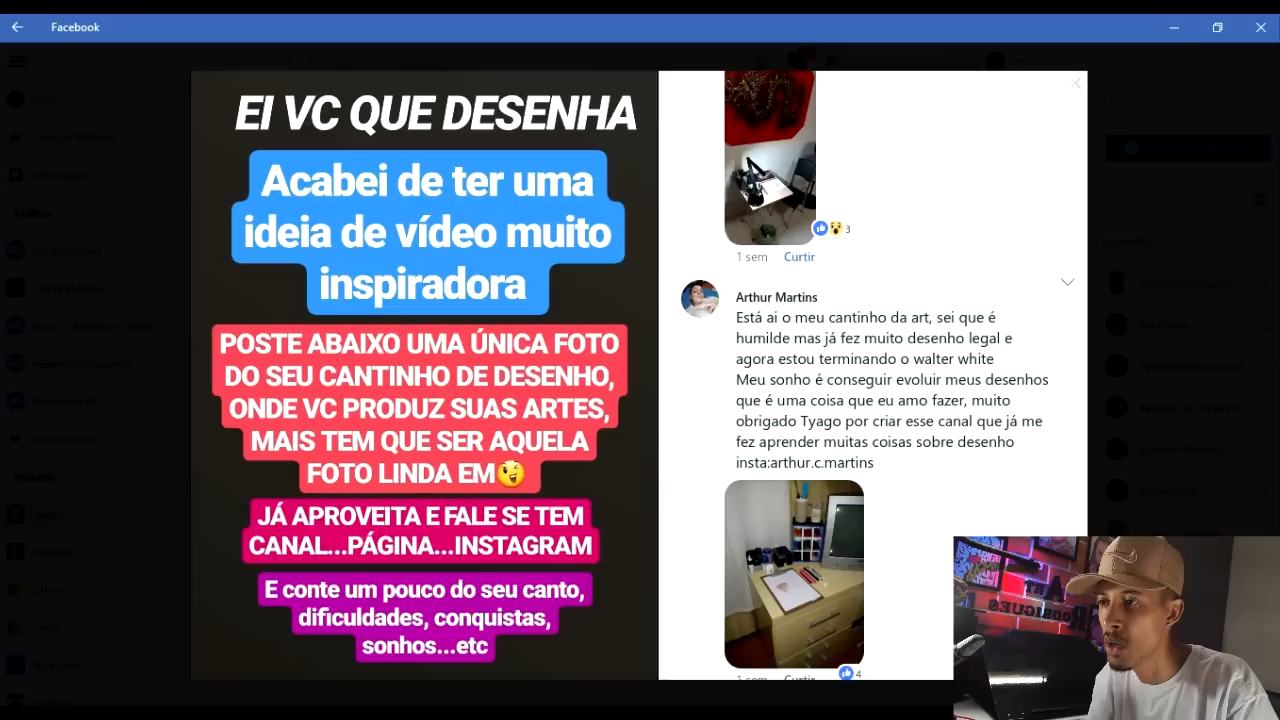 Facebook
EI VC QUE DESENHA
Acabei de ter uma
ideia de vídeo muito
inspiradora
POSTE ABAIXO UMA ÚNICA FOTO
DO SEU CANTINHO DE DESENHO,
ONDE VC PRODUZ SUAS ARTES,
MAIS TEM QUE SER AQUELA
FOTO LINDA EM😉
JÁ APROVEITA E FALE SE TEM
CANAL...PÁGINA...INSTAGRAM
E conte um pouco do seu canto,
dificuldades, conquistas,
sonhos...etc
3
1 sem Curtir
Arthur Martins
Está ai o meu cantinho da art, sei que é
humilde mas já fez muito desenho legal e
agora estou terminando o walter white
Meu sonho é conseguir evoluir meus desenhos
que é uma coisa que eu amo fazer, muito
obrigado Tyago por criar esse canal que já me
fez aprender muitas coisas sobre desenho
insta:arthur.c.martins
4
1 sem Curtir
ART
RODRIGUES